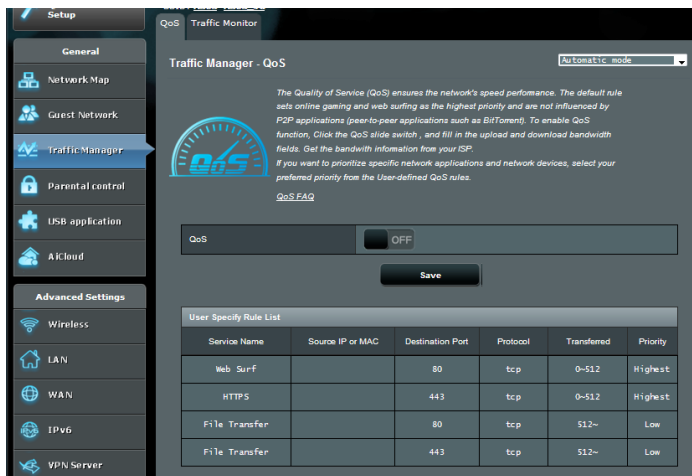 Setup
QoS Traffic Monitor
General
Network Map
Guest Network
Traffic Manager
Parental control
USB application
AiCloud
Advanced Settings
Wireless
LAN
WAN
IPv6
VPN Server
Traffic Manager - QoS
Automatic mode
The Quality of Service (QoS) ensures the network's speed performance. The default rule
sets online gaming and web surfing as the highest priority and are not influenced by
P2P applications (peer-to-peer applications such as BitTorrent). To enable QoS
function, Click the QoS slide switch , and fill in the upload and download bandwidth
fields. Get the bandwith information from your ISP.
If you want to prioritize specific network applications and network devices, select your
preferred priority from the User-defined QoS rules.
QoS FAQ
QoS
QoS OFF
Save
User Specify Rule List
Service Name Source IP or MAC Destination Port Protocol Transferred Priority
Web Surf 80 tcp 0~512 Highest
HTTPS 443 tcp 0~512 Highest
File Transfer 80 tcp 512~ Low
File Transfer 443 tcp 512~ Low